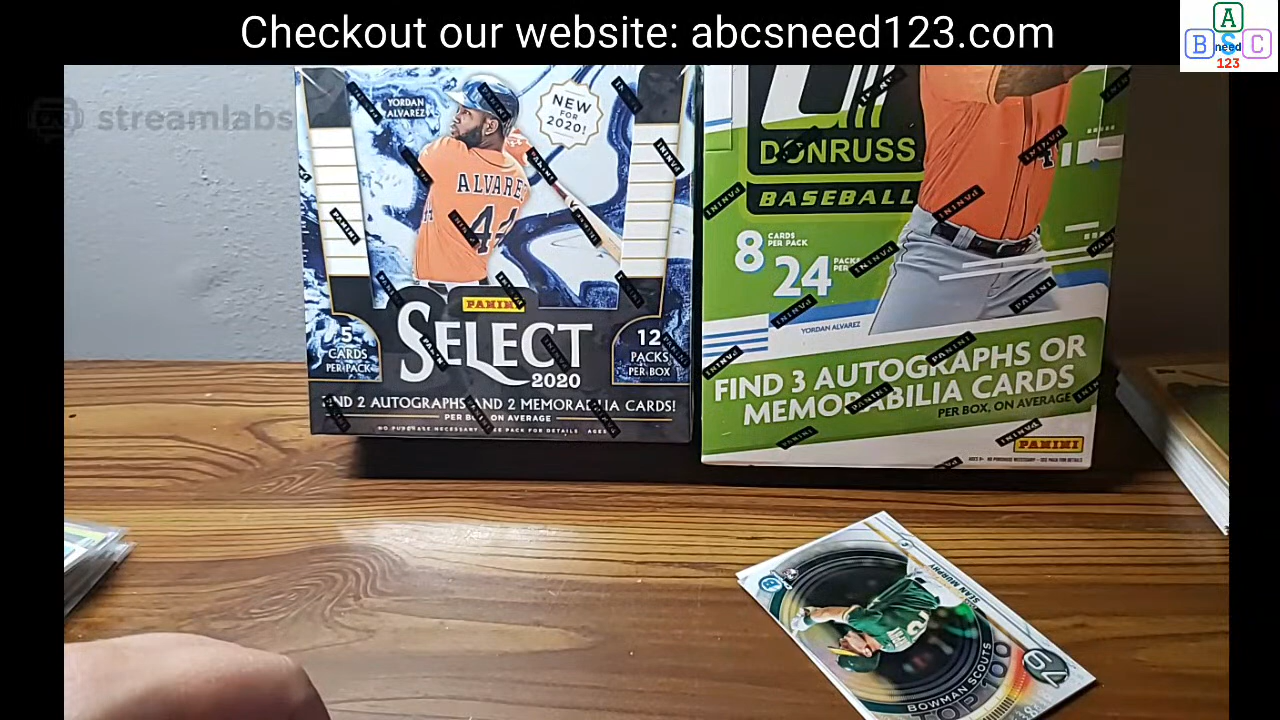 Checkout our website: abcsneed123.com
A
B S C
need
123
streamlabs
YORDAN
ALVAREZ
NEW
FOR
2020!
ALVARE
44
PANINI
SELECT
2020
5
CARDS
PER PACK
12
PACKS
PER BOX
FIND 2 AUTOGRAPHS AND 2 MEMORABILIA CARDS!
PER BOX, ON AVERAGE
DONRUSS
BASEBALL
8 CARDS
PER PACK
24 PACKS
PER
YORDAN ALVAREZ
FIND 3 AUTOGRAPHS OR
MEMORABILIA CARDS
PER BOX, ON AVERAGE
PANINI
SEAN MURPHY
BOWMAN SCOUTS
TOP 100